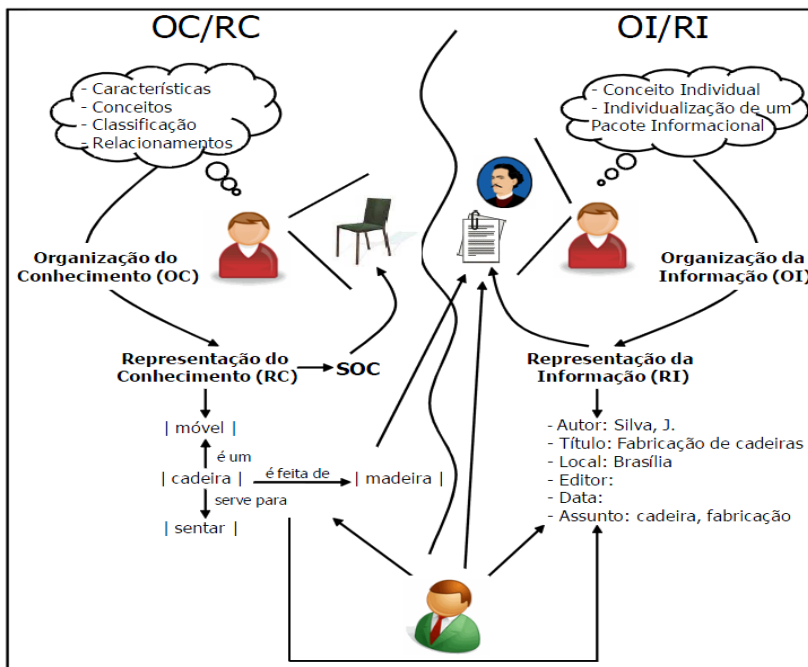 OC/RC
OI/RI
- Características
- Conceitos
- Classificação
- Relacionamentos
- Conceito Individual
- Individualização de um
Pacote Informacional
Organização do
Conhecimento (OC)
Organização da
Informação (OI)
Representação do
Conhecimento (RC)
SOC
Representação da
Informação (RI)
| móvel |
é um
| cadeira |
é feita de
| madeira |
serve para
| sentar |
- Autor: Silva, J.
- Título: Fabricação de cadeiras
- Local: Brasília
- Editor:
- Data:
- Assunto: cadeira, fabricação